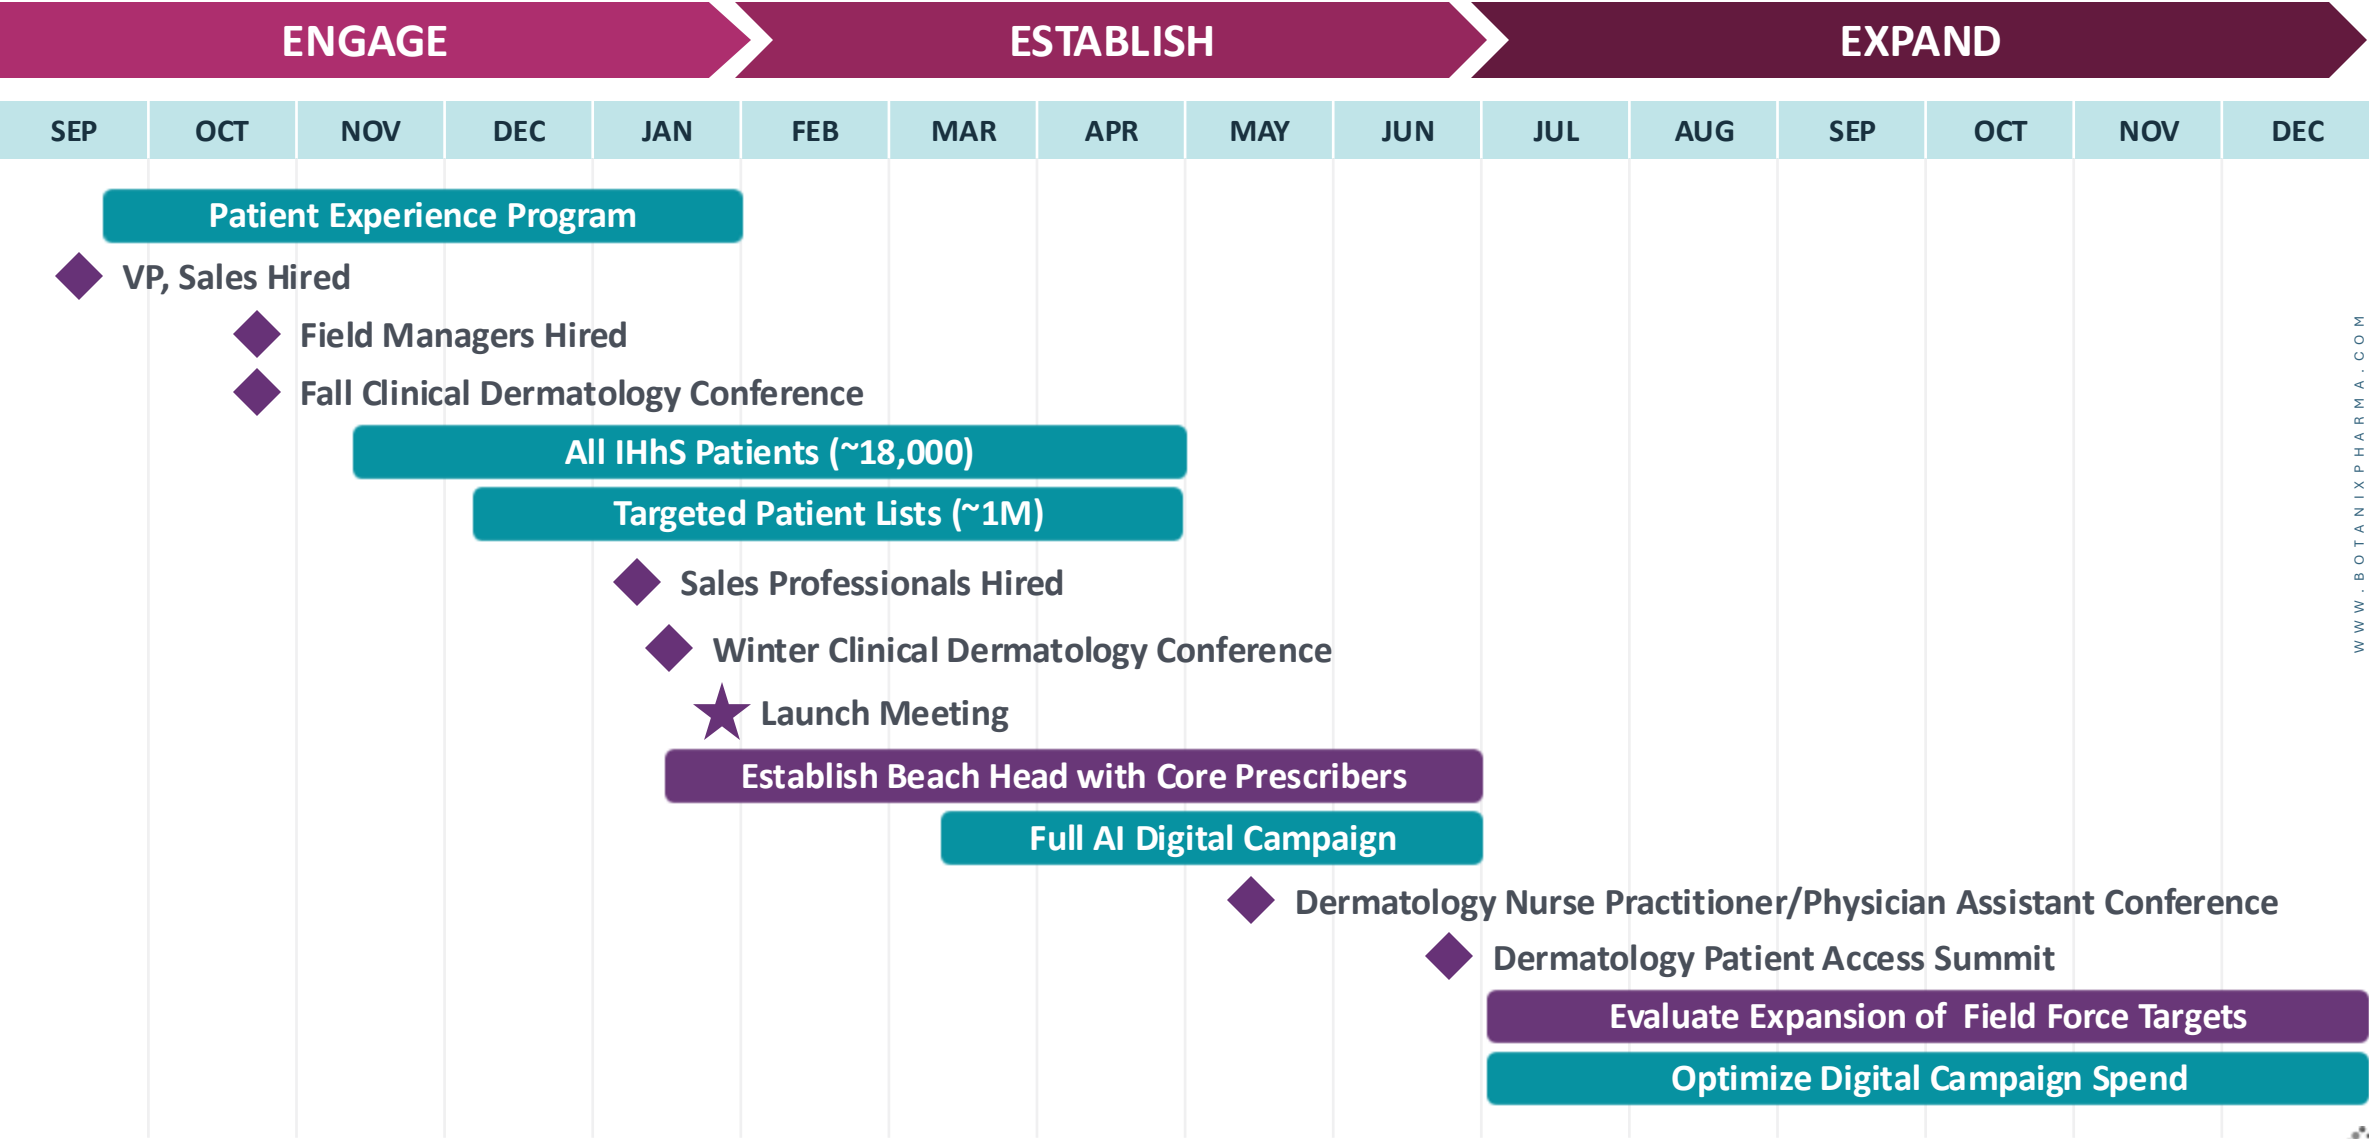 ENGAGE ESTABLISH EXPAND
SEP OCT NOV DEC JAN FEB MAR APR MAY JUN JUL AUG SEP OCT NOV DEC
Patient Experience Program
VP, Sales Hired
Field Managers Hired
Fall Clinical Dermatology Conference
All IHhS Patients (~18,000)
Targeted Patient Lists (~1M)
Sales Professionals Hired
Winter Clinical Dermatology Conference
Launch Meeting
Establish Beach Head with Core Prescribers
Full AI Digital Campaign
Dermatology Nurse Practitioner/Physician Assistant Conference
Dermatology Patient Access Summit
Evaluate Expansion of Field Force Targets
Optimize Digital Campaign Spend
WWW.BOTANIXPHARMA.COM